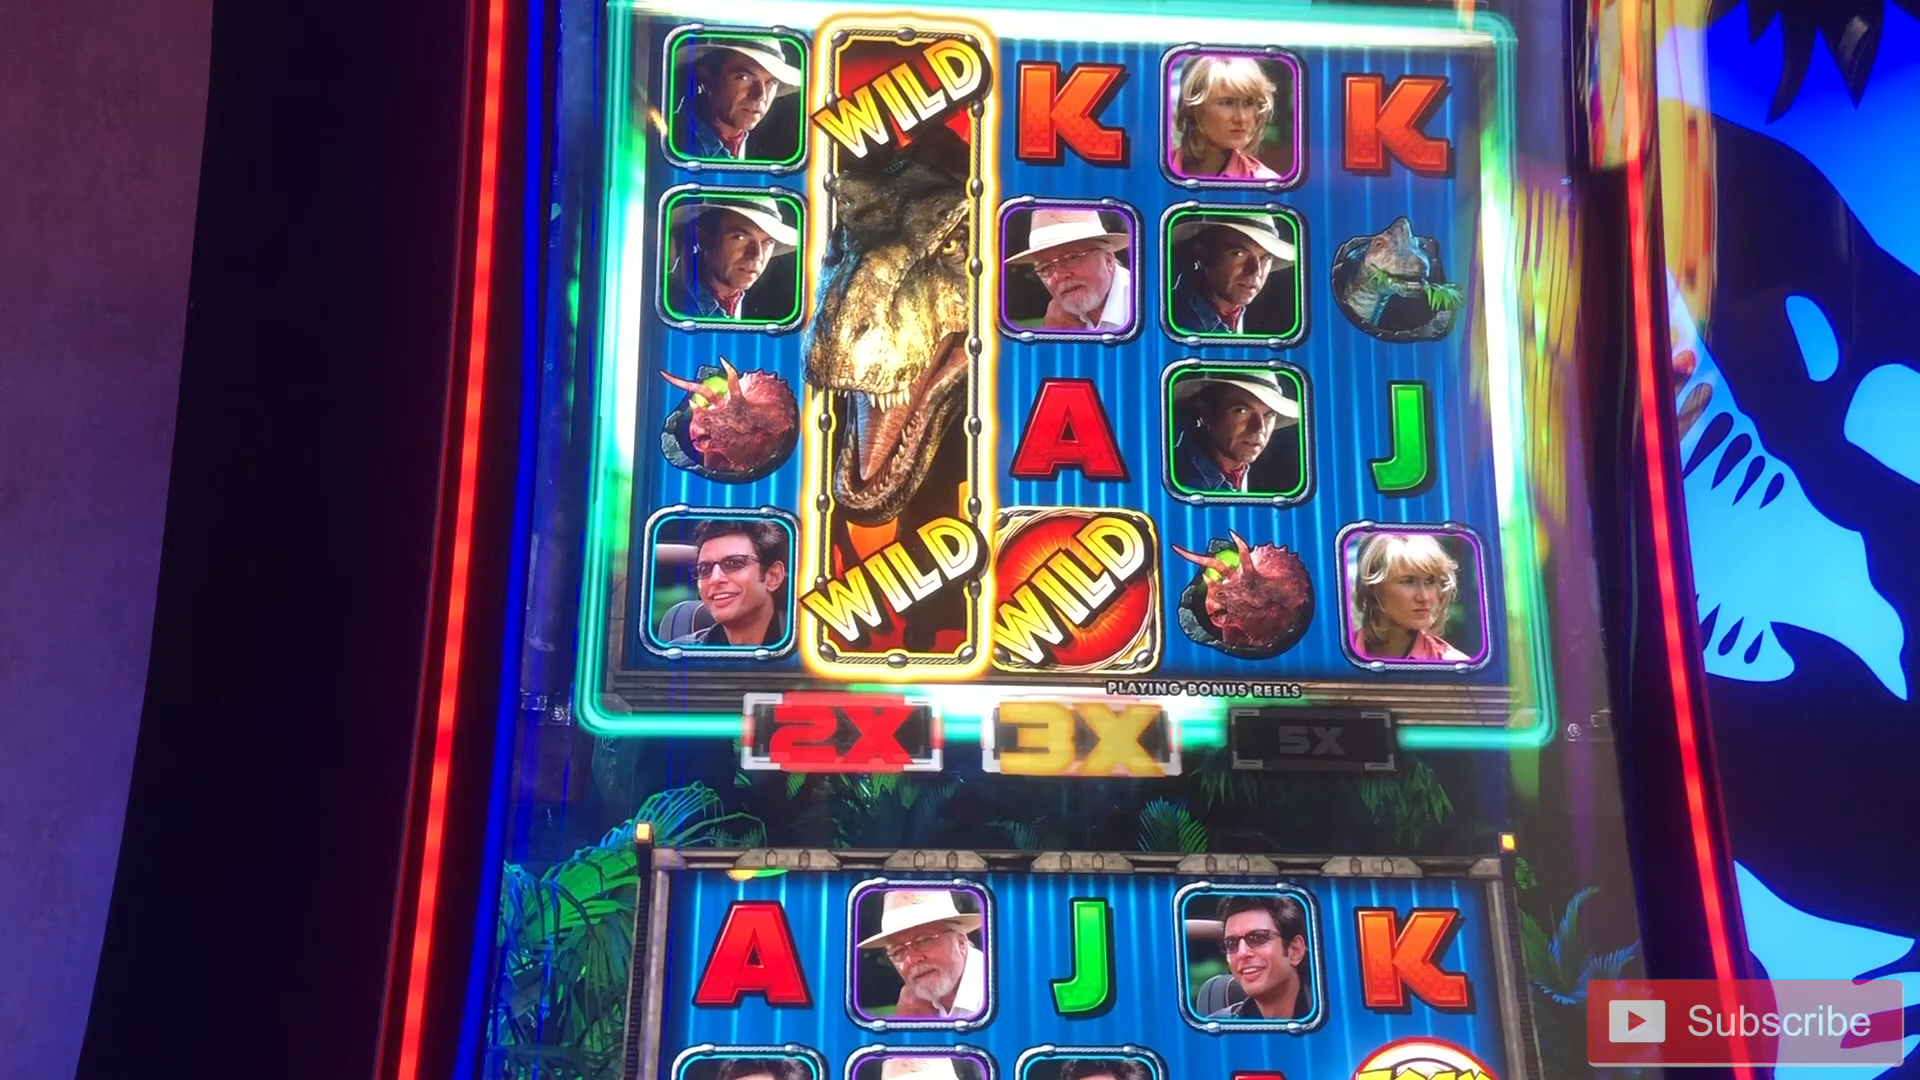 WILD
K
K
A
J
WILD
WILD
PLAYING BONUS REELS
2X
3X
5X
A
J
K
Subscribe